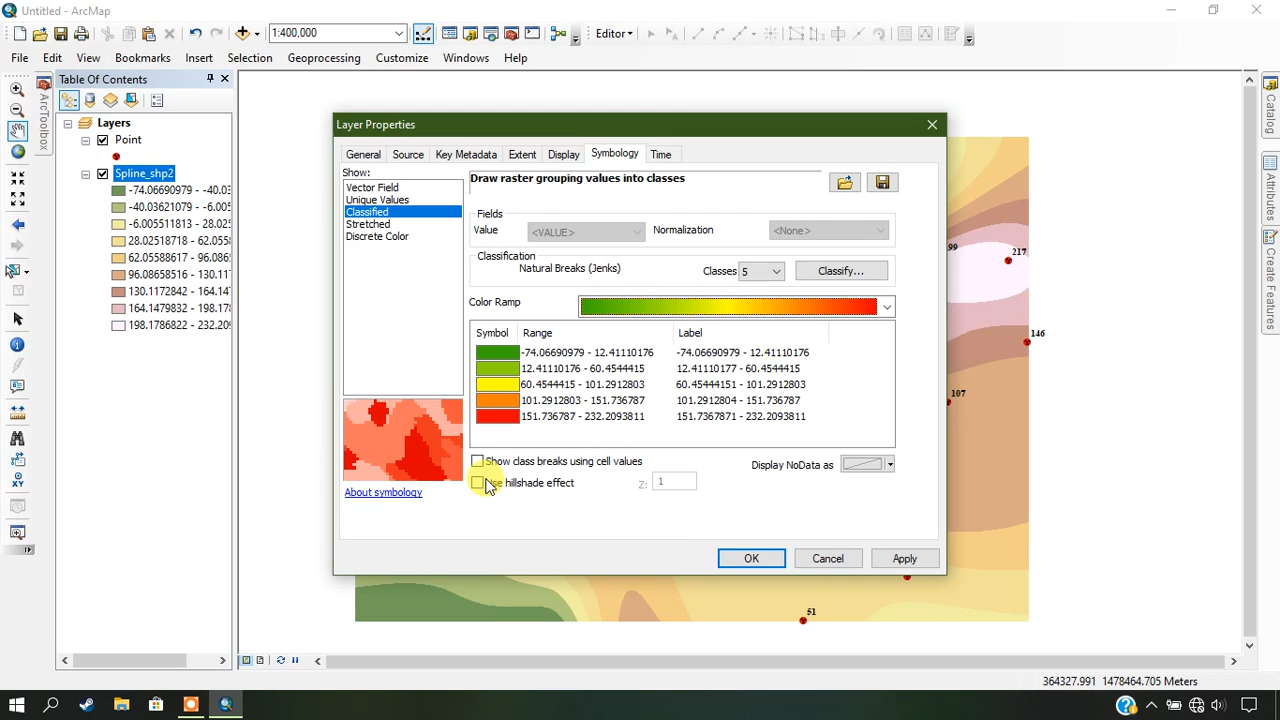 Untitled - ArcMap
1:400,000
Editor
File Edit View Bookmarks Insert Selection Geoprocessing Customize Windows Help
Table Of Contents
ArcToolbox
Layers
Point
Spline_shp2
-74.06690979 - -40.03
-40.03621079 - -6.005
-6.005511813 - 28.025
28.02518718 - 62.055
62.05588617 - 96.086
96.08658516 - 130.117
130.1172842 - 164.14
164.1479832 - 198.17
198.1786822 - 232.20
Layer Properties
General Source Key Metadata Extent Display Symbology Time
Show:
Vector Field
Unique Values
Classified
Stretched
Discrete Color
About symbology
Draw raster grouping values into classes
Fields
Value <VALUE> Normalization <None>
Classification
Natural Breaks (Jenks) Classes 5 Classify...
Color Ramp
Symbol Range Label
-74.06690979 - 12.41110176 -74.06690979 - 12.41110176
12.41110176 - 60.4544415 12.41110177 - 60.4544415
60.4544415 - 101.2912803 60.45444151 - 101.2912803
101.2912803 - 151.736787 101.2912804 - 151.736787
151.736787 - 232.2093811 151.7367871 - 232.2093811
Show class breaks using cell values Display NoData as
Use hillshade effect Z: 1
OK Cancel Apply
99
217
146
107
51
Catalog
Attributes
Create Features
364327.991 1478464.705 Meters